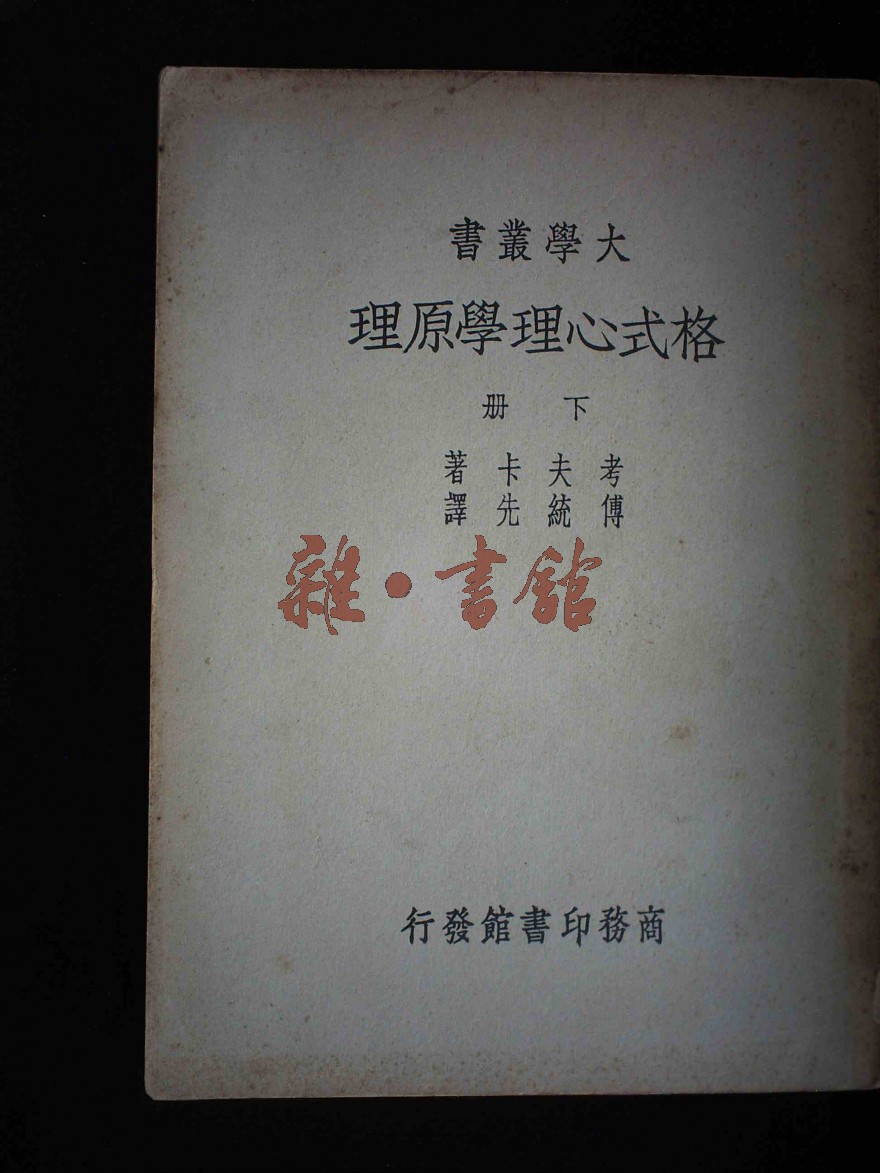 大學叢書
格式心理學原理
下册
考夫卡著
傅統先譯
雜·書館
商務印書館發行